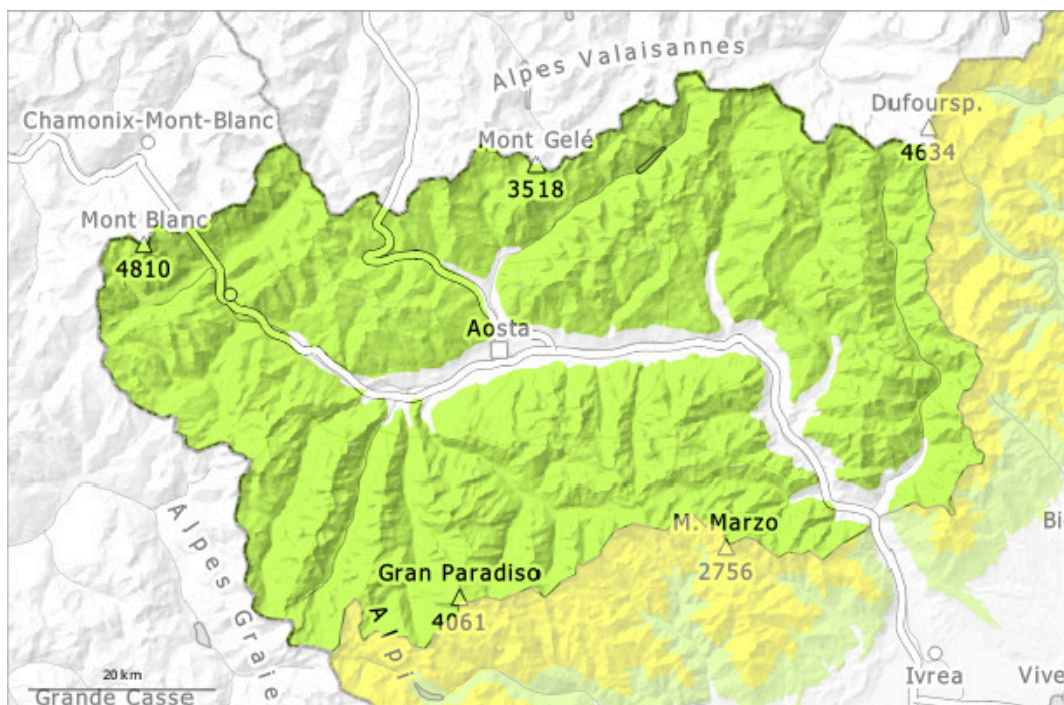 Alpes Valaisannes
Dufoursp.
4634
Chamonix-Mont-Blanc
Mont Gelé
3518
Mont Blanc
4810
Aosta
M. Marzo
2756
Gran Paradiso
4061
Alpes Graie
Alpi
Bi
20 km
Grande Casse
Ivrea
Vive